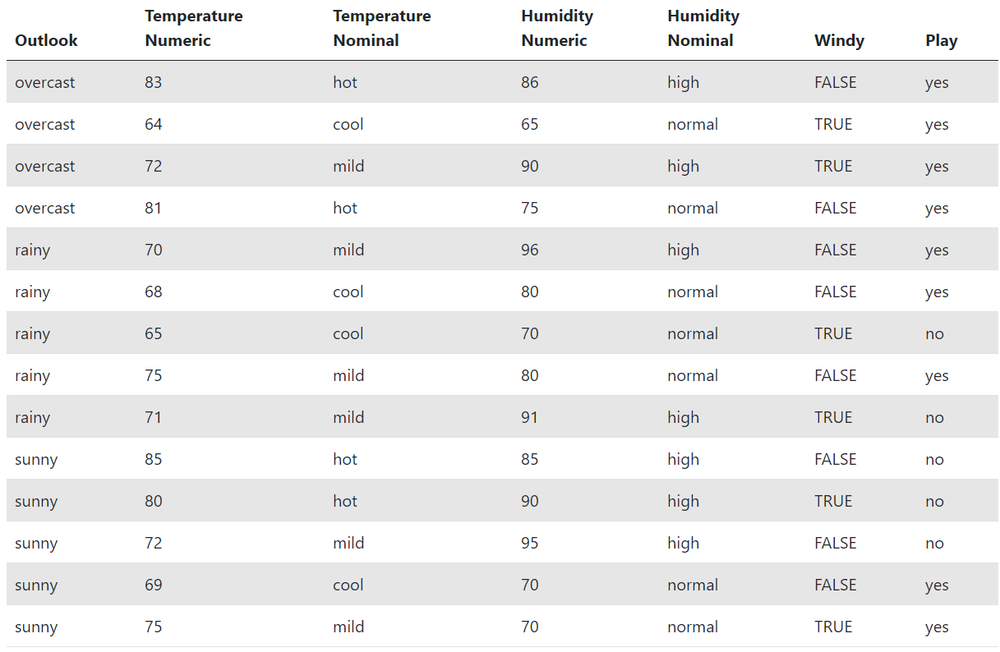 Outlook Temperature Numeric Temperature Nominal Humidity Numeric Humidity Nominal Windy Play
overcast 83 hot 86 high FALSE yes
overcast 64 cool 65 normal TRUE yes
overcast 72 mild 90 high TRUE yes
overcast 81 hot 75 normal FALSE yes
rainy 70 mild 96 high FALSE yes
rainy 68 cool 80 normal FALSE yes
rainy 65 cool 70 normal TRUE no
rainy 75 mild 80 normal FALSE yes
rainy 71 mild 91 high TRUE no
sunny 85 hot 85 high FALSE no
sunny 80 hot 90 high TRUE no
sunny 72 mild 95 high FALSE no
sunny 69 cool 70 normal FALSE yes
sunny 75 mild 70 normal TRUE yes